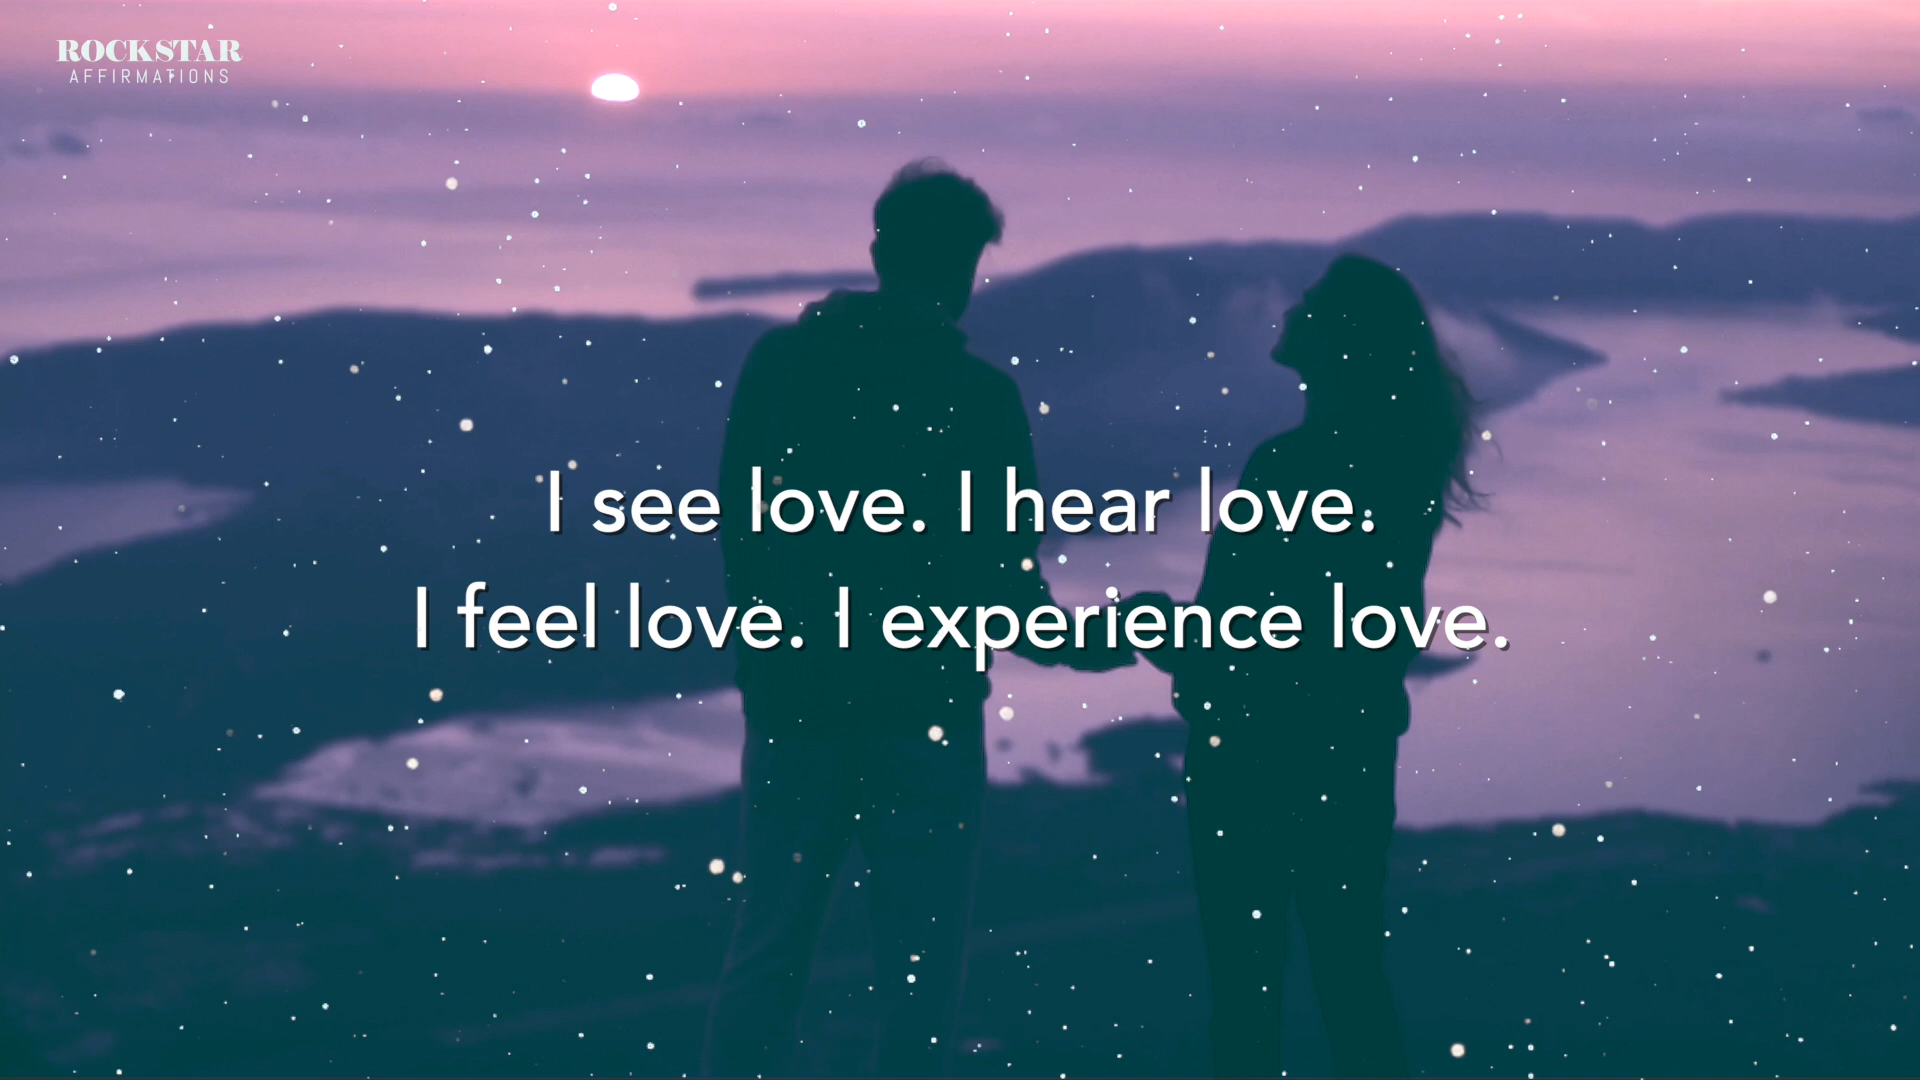 ROCKSTAR
AFFIRMATIONS
I see love. I hear love.
I feel love. I experience love.